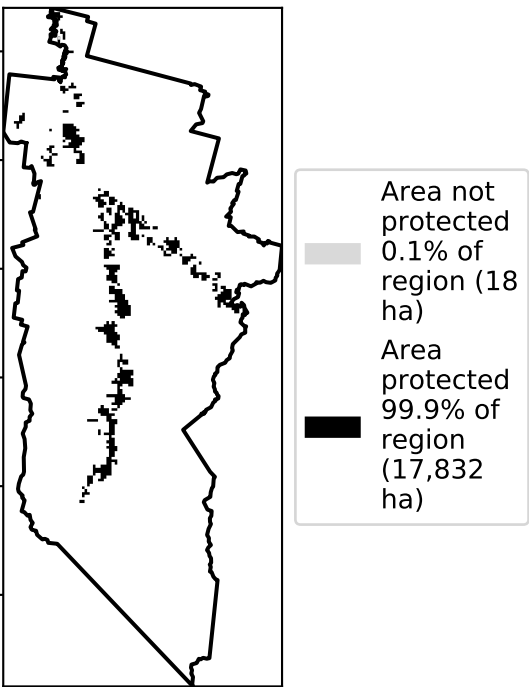 Area not
protected
0.1% of
region (18
ha)
Area
protected
99.9% of
region
(17,832
ha)